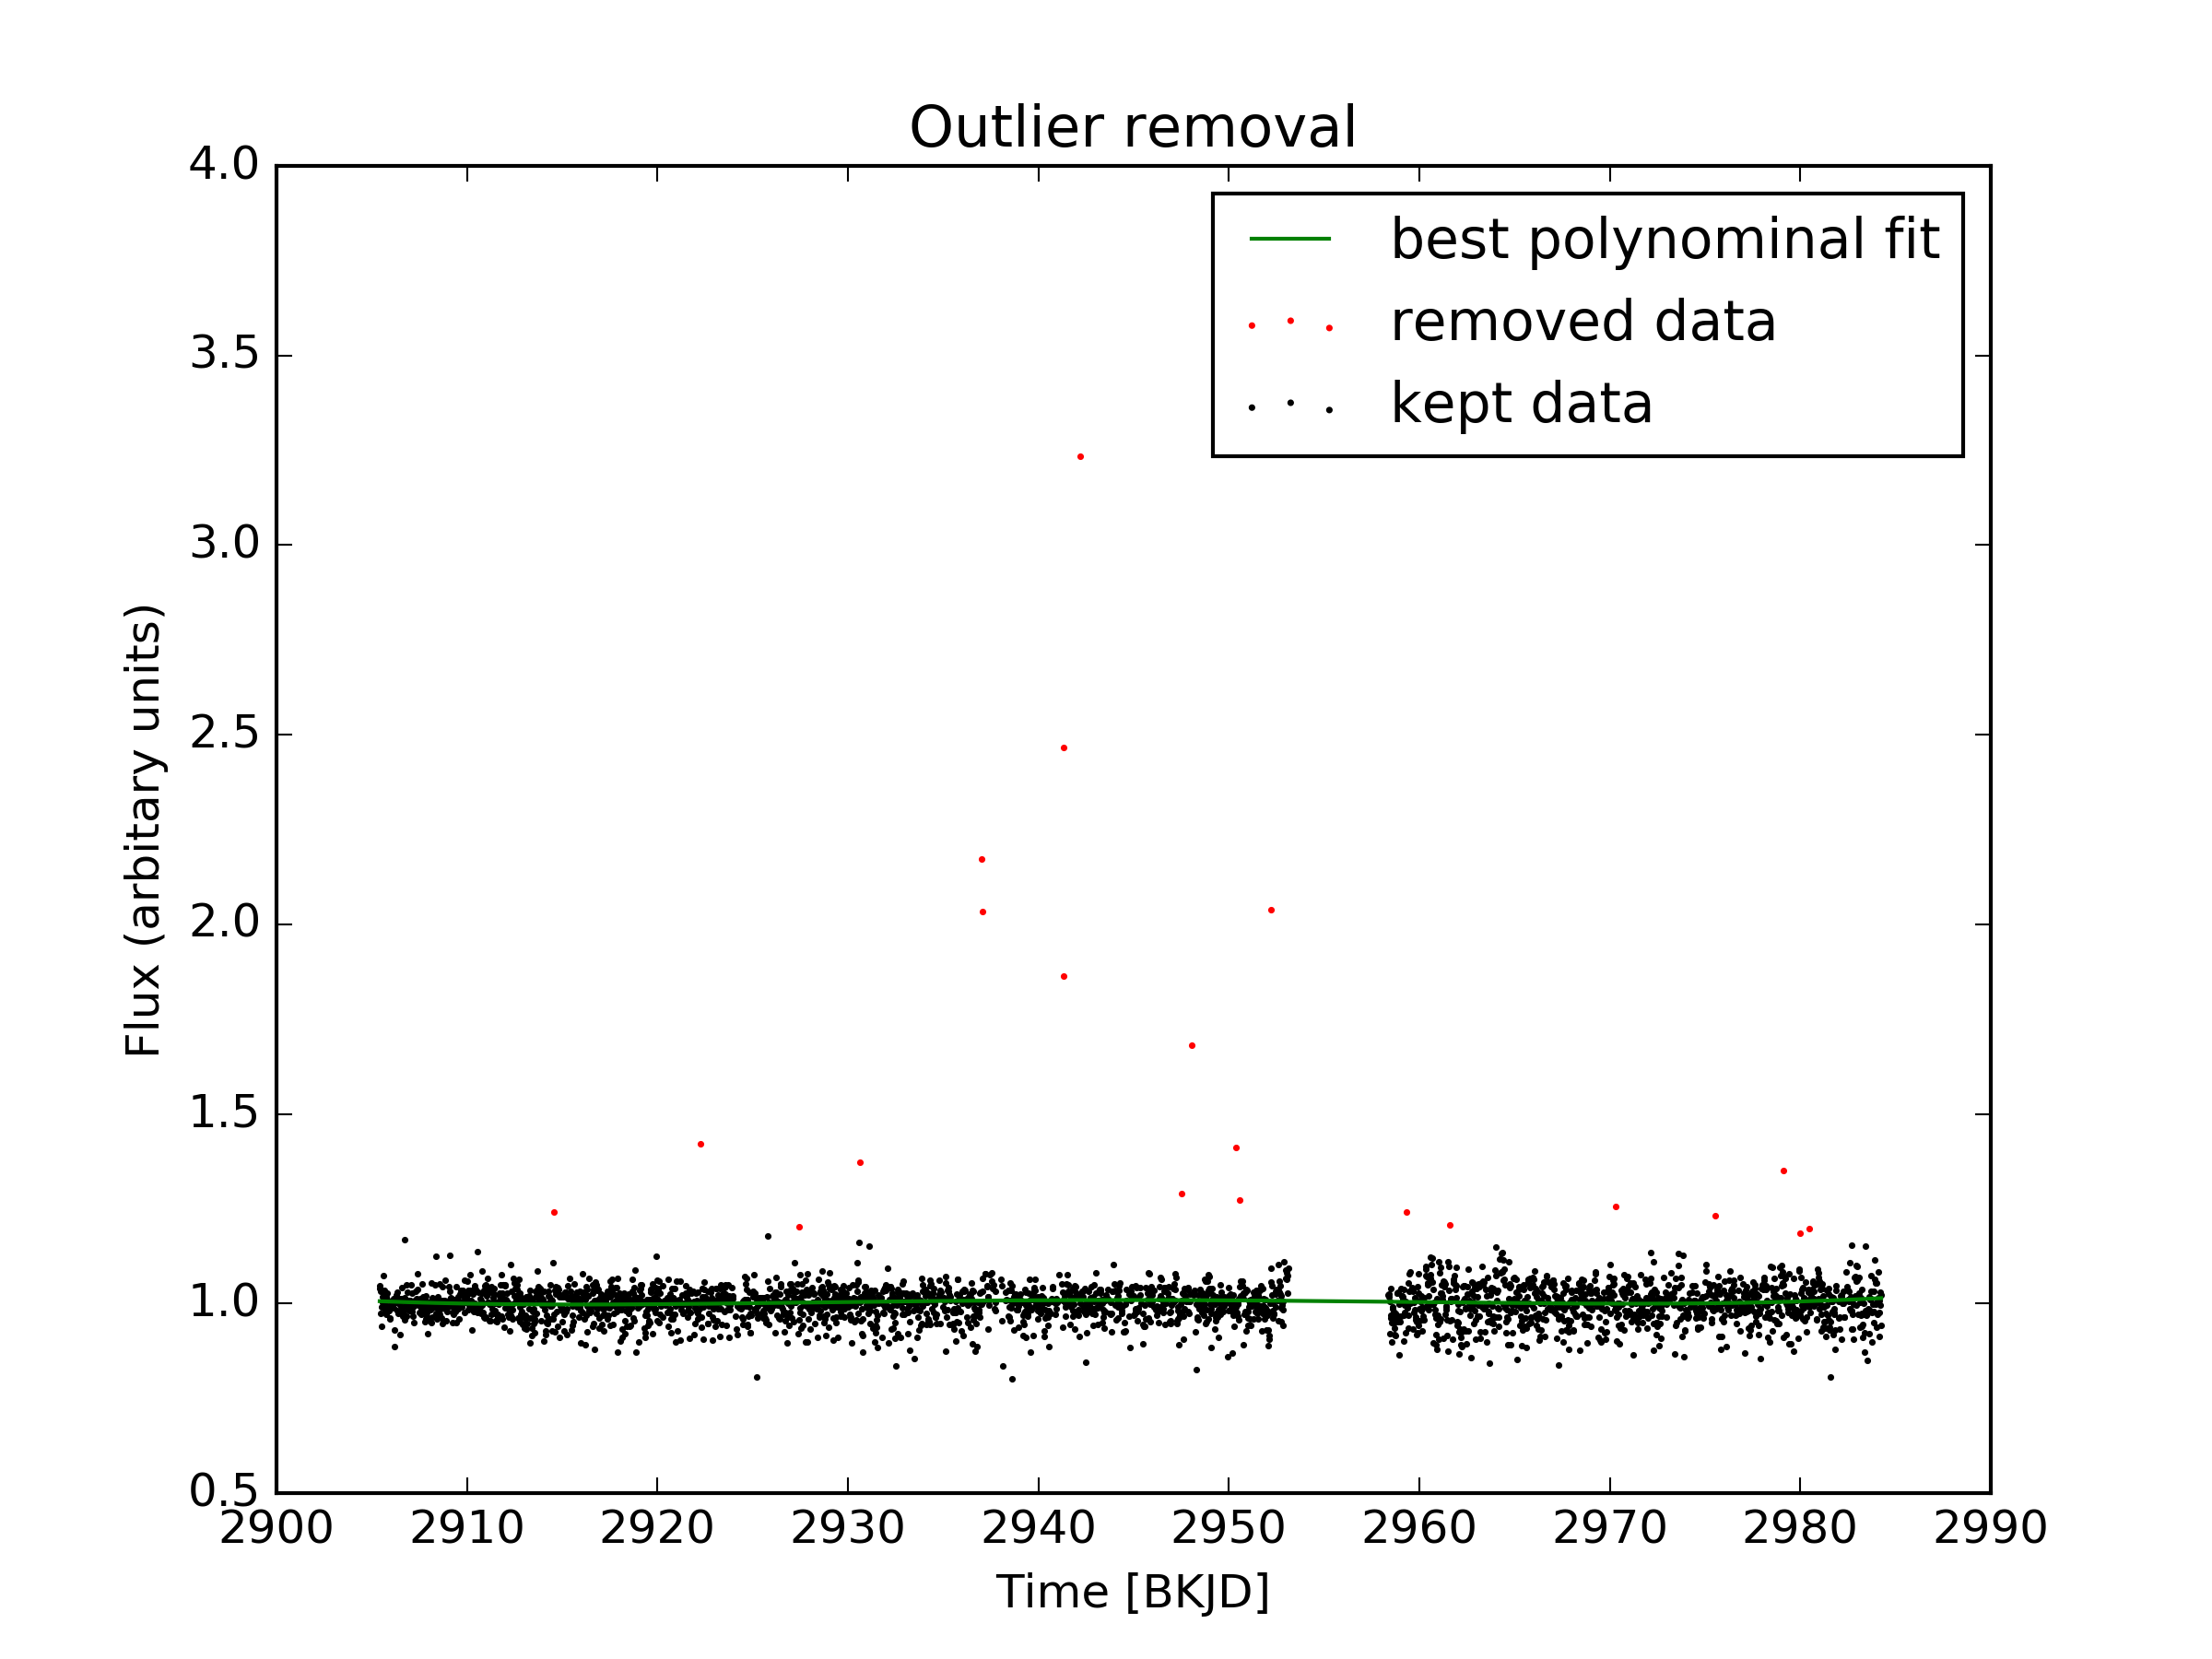 Outlier removal
4.0
3.5
3.0
2.5
2.0
1.5
1.0
0.5
Flux (arbitary units)
best polynominal fit
removed data
kept data
2900 2910 2920 2930 2940 2950 2960 2970 2980 2990
Time [BKJD]